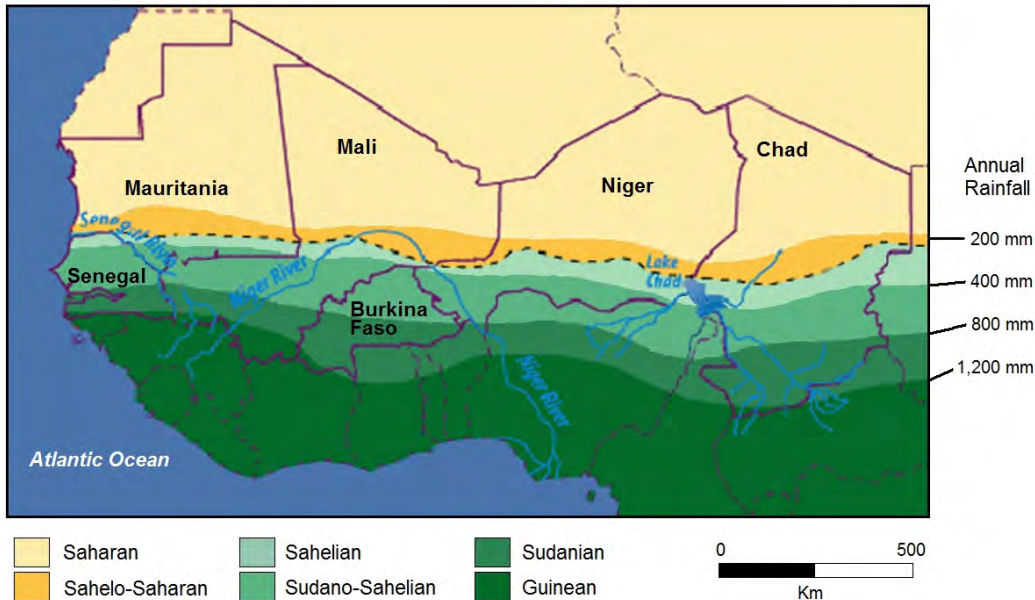 Mali
Chad
Mauritania
Niger
Annual
Rainfall
Senegal River
200 mm
Lake
Chad
Senegal
Niger River
400 mm
Burkina
Faso
800 mm
Niger River
1,200 mm
Atlantic Ocean
Saharan
Sahelian
Sudanian
0
500
Sahelo-Saharan
Sudano-Sahelian
Guinean
Km